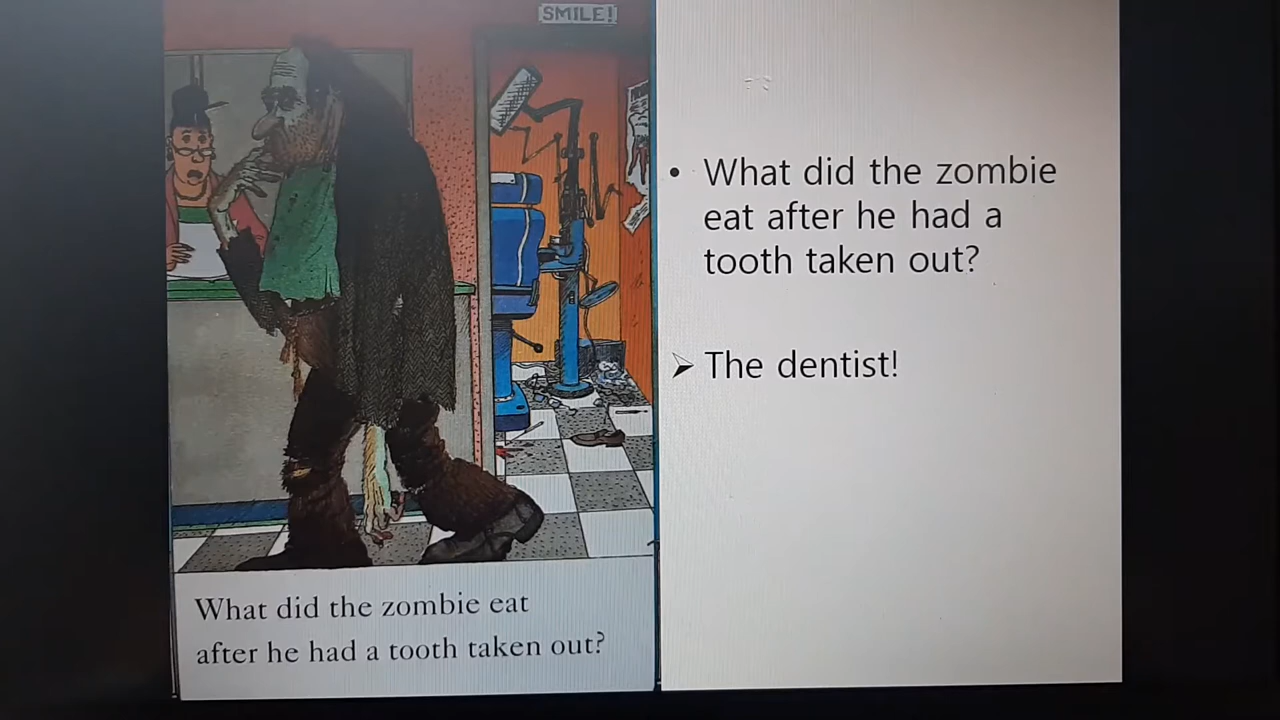 SMILE!
What did the zombie eat
after he had a tooth taken out?
• What did the zombie
eat after he had a
tooth taken out?
➢ The dentist!